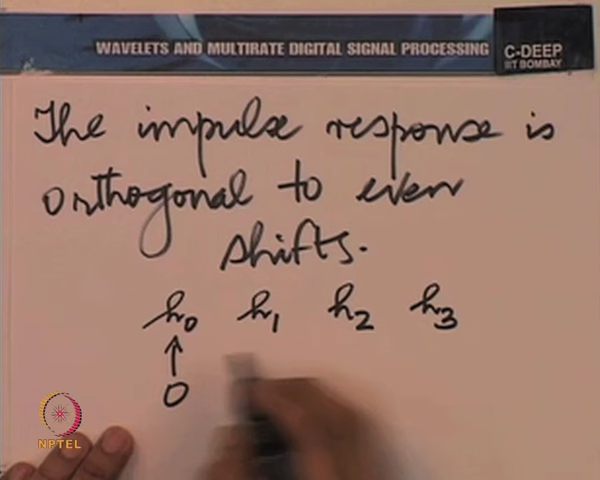 WAVELETS AND MULTIRATE DIGITAL SIGNAL PROCESSING
C-DEEP
IIT BOMBAY
The impulse response is
orthogonal to even
shifts.
h0 h1 h2 h3
↑
0
NPTEL